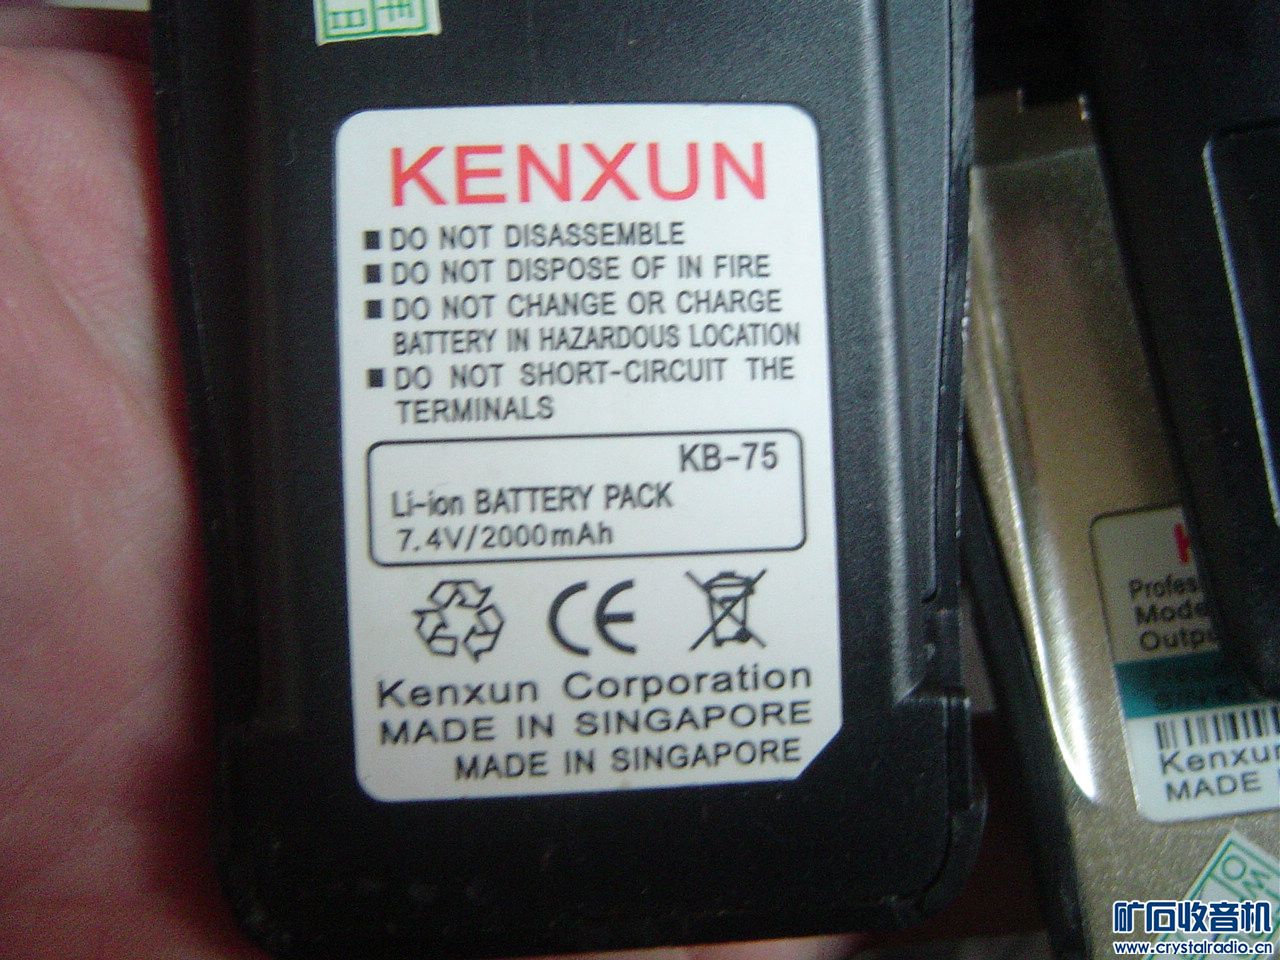 KENXUN
■ DO NOT DISASSEMBLE
■ DO NOT DISPOSE OF IN FIRE
■ DO NOT CHANGE OR CHARGE
BATTERY IN HAZARDOUS LOCATION
■ DO NOT SHORT-CIRCUIT THE
TERMINALS
KB-75
Li-ion BATTERY PACK
7.4V/2000mAh
CE
Kenxun Corporation
MADE IN SINGAPORE
MADE IN SINGAPORE
Kenxun
MADE
矿石收音机
www.crystalradio.cn